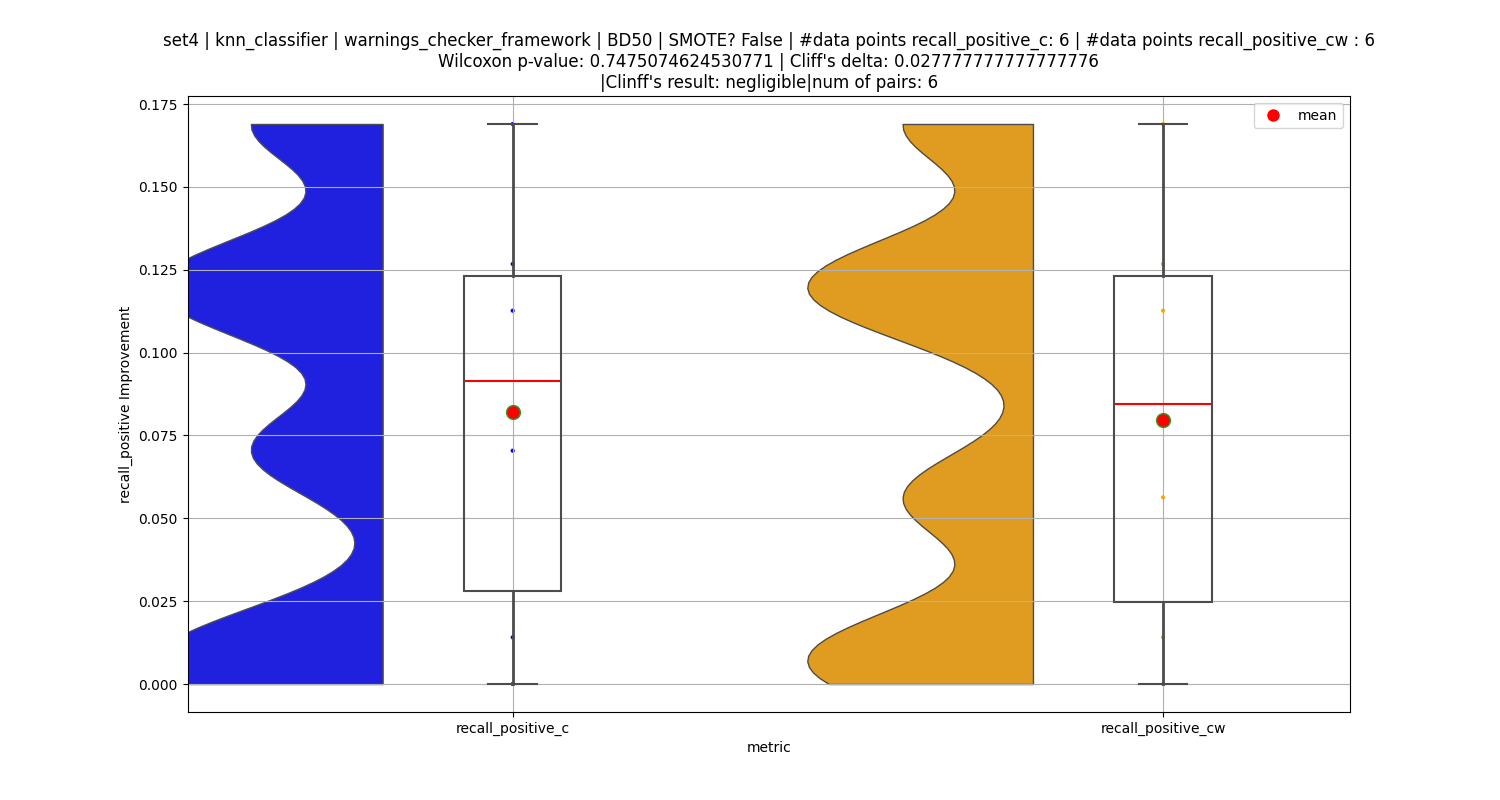 set4 | knn_classifier | warnings_checker_framework | BD50 | SMOTE? False | #data points recall_positive_c: 6 | #data points recall_positive_cw : 6
Wilcoxon p-value: 0.7475074624530771 | Cliff's delta: 0.027777777777777776
|Clinff's result: negligible|num of pairs: 6
mean
0.175
0.150
0.125
0.100
0.075
0.050
0.025
0.000
recall_positive Improvement
recall_positive_c
recall_positive_cw
metric